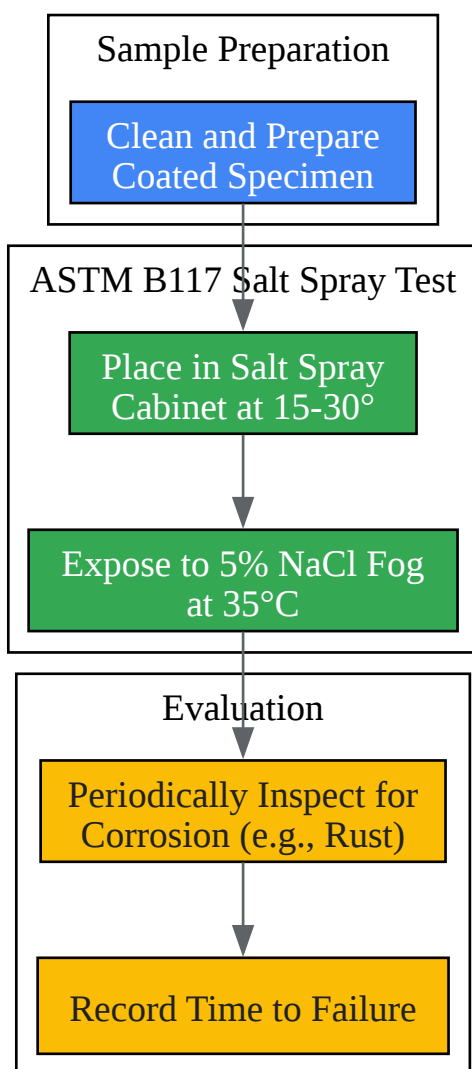 Sample Preparation
Clean and Prepare
Coated Specimen
ASTM B117 Salt Spray Test
Place in Salt Spray
Cabinet at 15-30°
Expose to 5% NaCl Fog
at 35°C
Evaluation
Periodically Inspect for
Corrosion (e.g., Rust)
Record Time to Failure